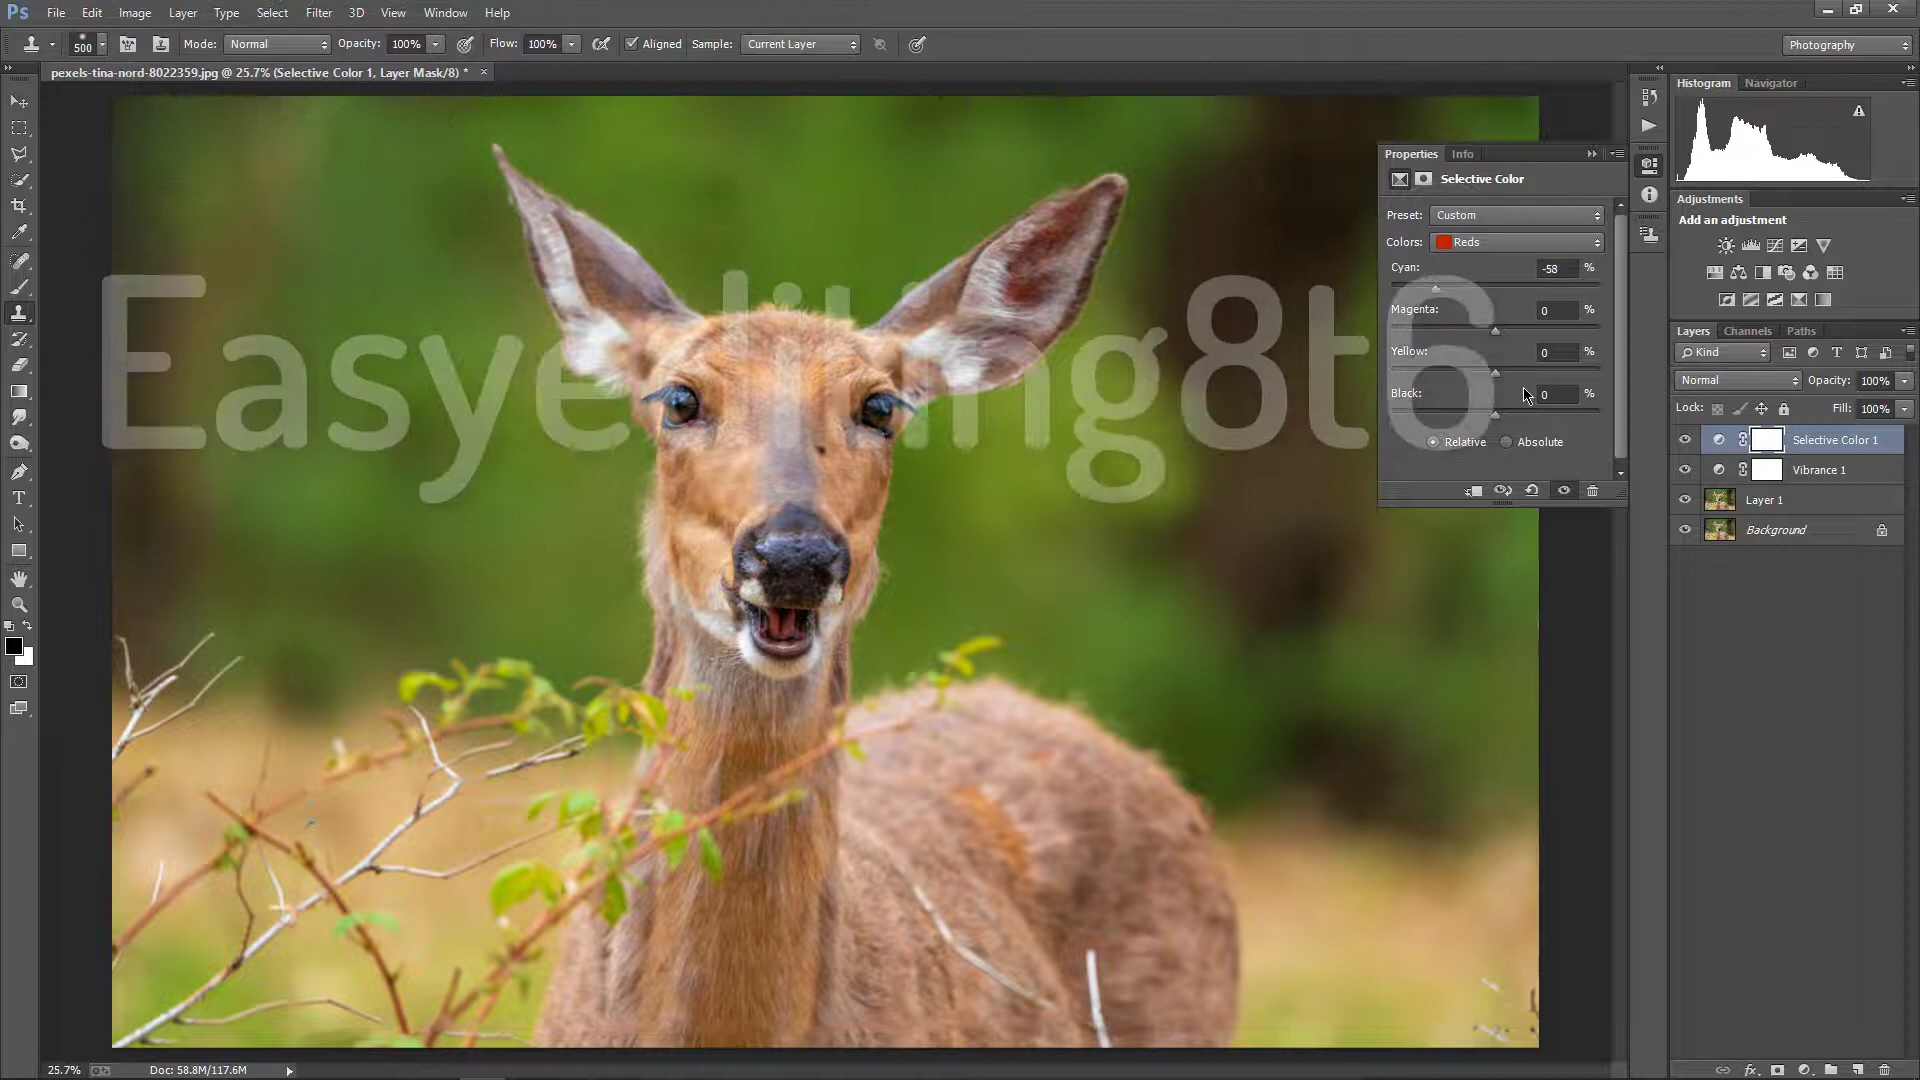 Ps File Edit Image Layer Type Select Filter 3D View Window Help
500 Mode: Normal Opacity: 100% Flow: 100% Aligned Sample: Current Layer Photography
pexels-tina-nord-8022359.jpg @ 25.7% (Selective Color 1, Layer Mask/8) *
Histogram Navigator
Properties Info
Selective Color
Preset: Custom
Colors: Reds
Cyan: -58 %
Magenta: 0 %
Yellow: 0 %
Black: 0 %
Relative Absolute
Adjustments
Add an adjustment
Layers Channels Paths
Kind
Normal Opacity: 100%
Lock: Fill: 100%
Selective Color 1
Vibrance 1
Layer 1
Background
25.7% Doc: 58.8M/117.6M